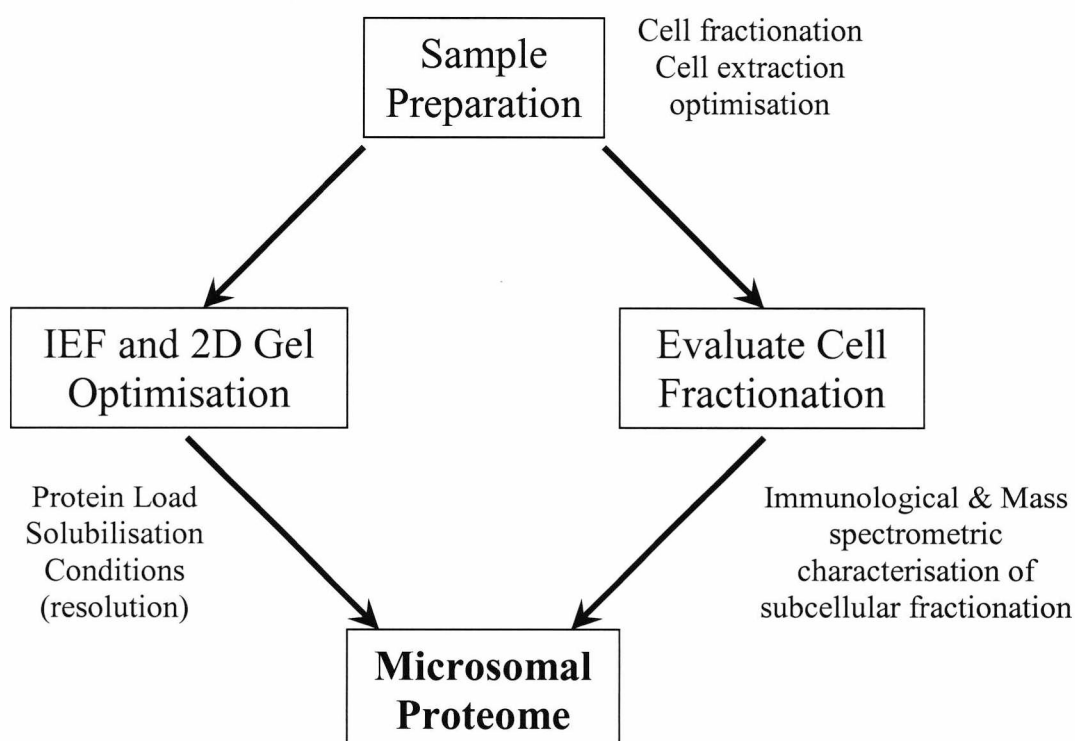 Sample
Preparation
Cell fractionation
Cell extraction
optimisation
IEF and 2D Gel
Optimisation
Evaluate Cell
Fractionation
Protein Load
Solubilisation
Conditions
(resolution)
Immunological & Mass
spectrometric
characterisation of
subcellular fractionation
Microsomal
Proteome